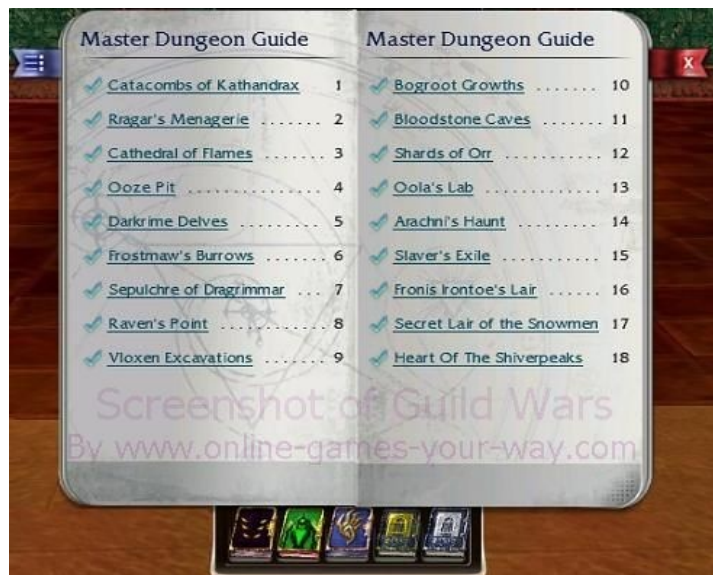 Master Dungeon Guide
Catacombs of Kathandrax 1
Rragar's Menagerie . . . . . . . 2
Cathedral of Flames . . . . . . 3
Ooze Pit . . . . . . . . . . . . . . 4
Darkrime Delves . . . . . . . . 5
Frostmaw's Burrows . . . . . . 6
Sepulchre of Dragrimmar . . . 7
Raven's Point . . . . . . . . . . . 8
Vloxen Excavations . . . . . . . 9
Master Dungeon Guide
Bogroot Growths . . . . . . . 10
Bloodstone Caves . . . . . . . 11
Shards of Orr . . . . . . . . . . . 12
Oola's Lab . . . . . . . . . . . . . 13
Arachni's Haunt . . . . . . . . . 14
Slaver's Exile . . . . . . . . . . . 15
Fronis Irontoe's Lair . . . . . . 16
Secret Lair of the Snowmen 17
Heart Of The Shiverpeaks 18
X
Screenshot of Guild Wars
By www.online-games-your-way.com